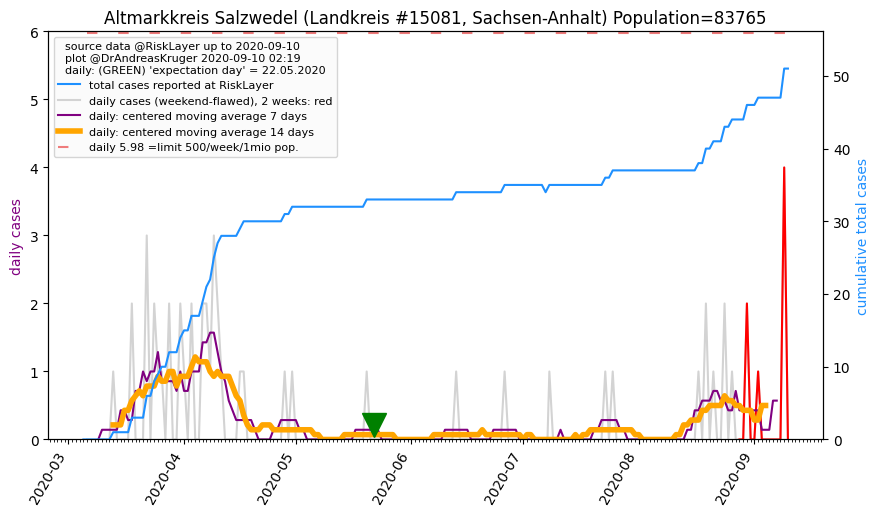 Altmarkkreis Salzwedel (Landkreis #15081, Sachsen-Anhalt) Population=83765
source data @RiskLayer up to 2020-09-10
plot @DrAndreasKruger 2020-09-10 02:19
daily: (GREEN) 'expectation day' = 22.05.2020
total cases reported at RiskLayer
daily cases (weekend-flawed), 2 weeks: red
daily: centered moving average 7 days
daily: centered moving average 14 days
daily 5.98 =limit 500/week/1mio pop.
daily cases
6
5
4
3
2
1
0
50
40
30
20
10
0
cumulative total cases
2020-03
2020-04
2020-05
2020-06
2020-07
2020-08
2020-09